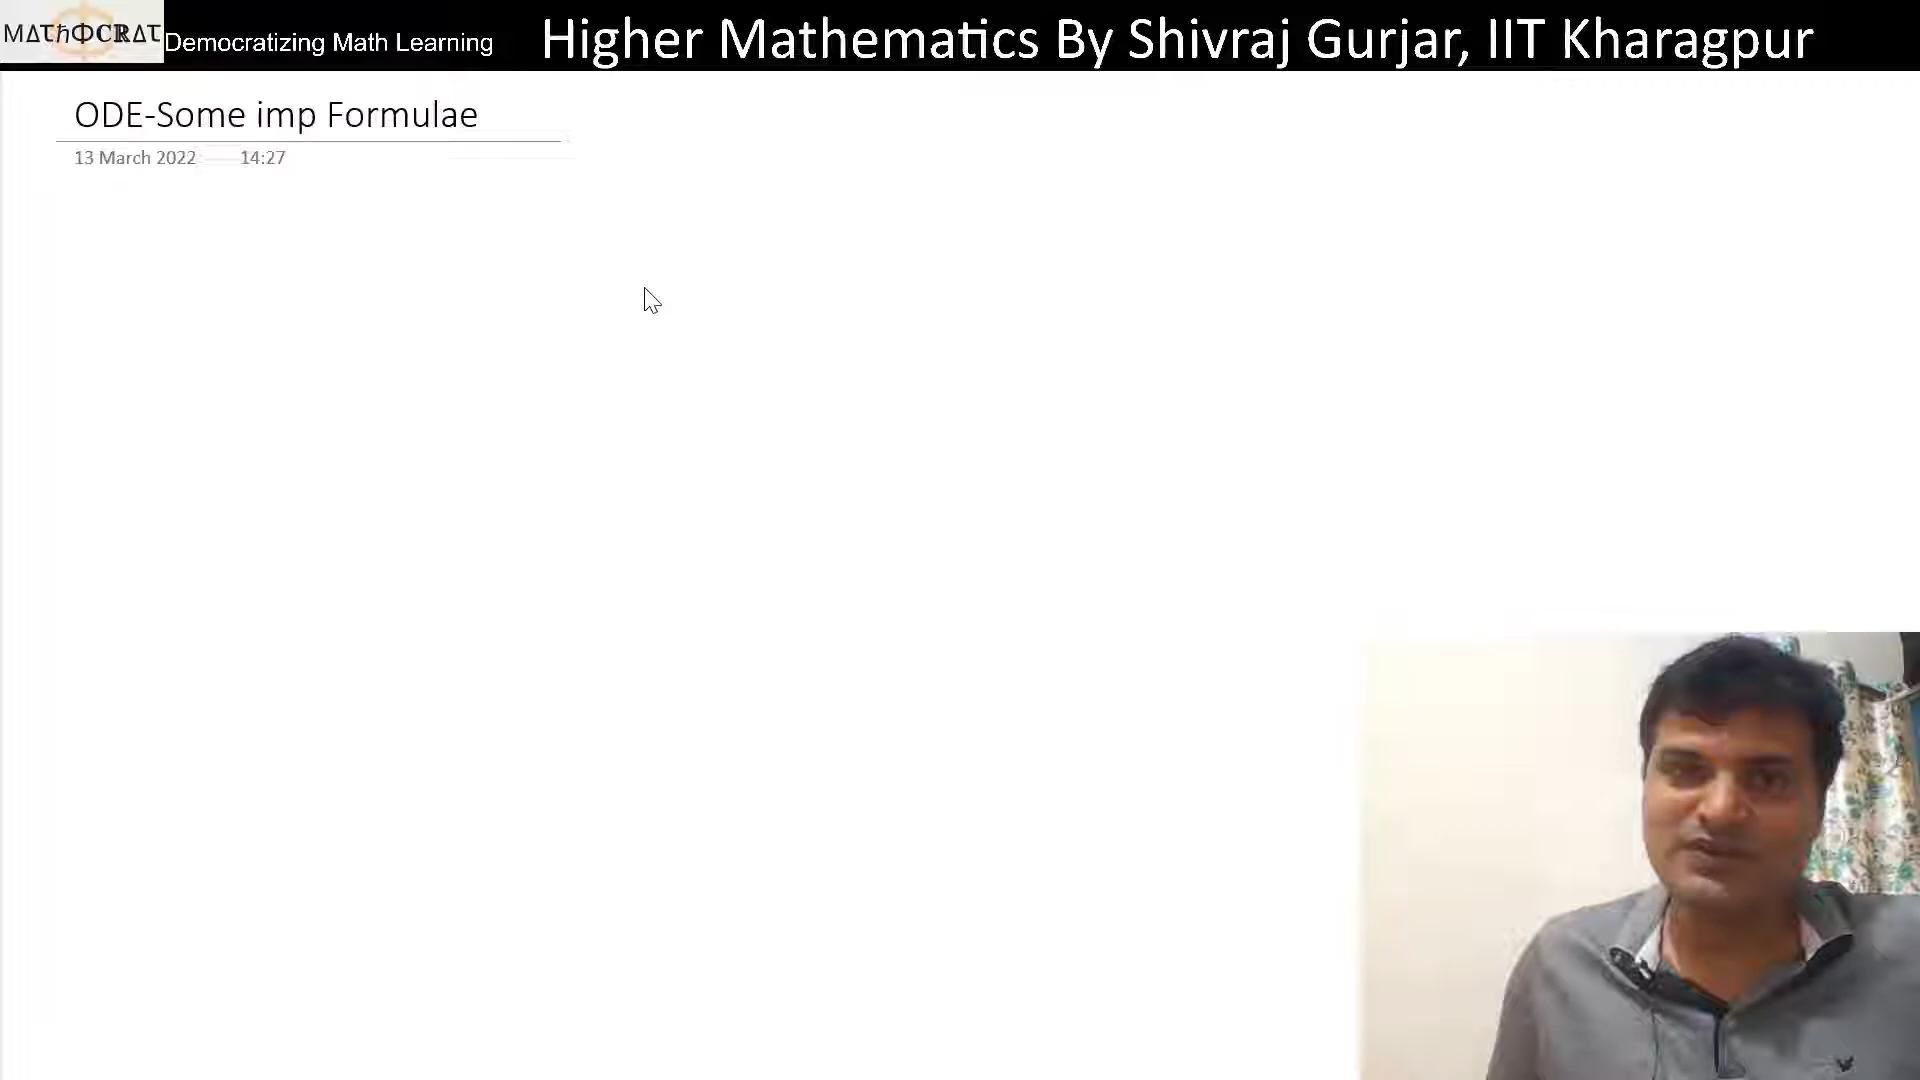 MΔτhΦCRΔτ Democratizing Math Learning Higher Mathematics By Shivraj Gurjar, IIT Kharagpur
ODE-Some imp Formulae
13 March 2022 14:27